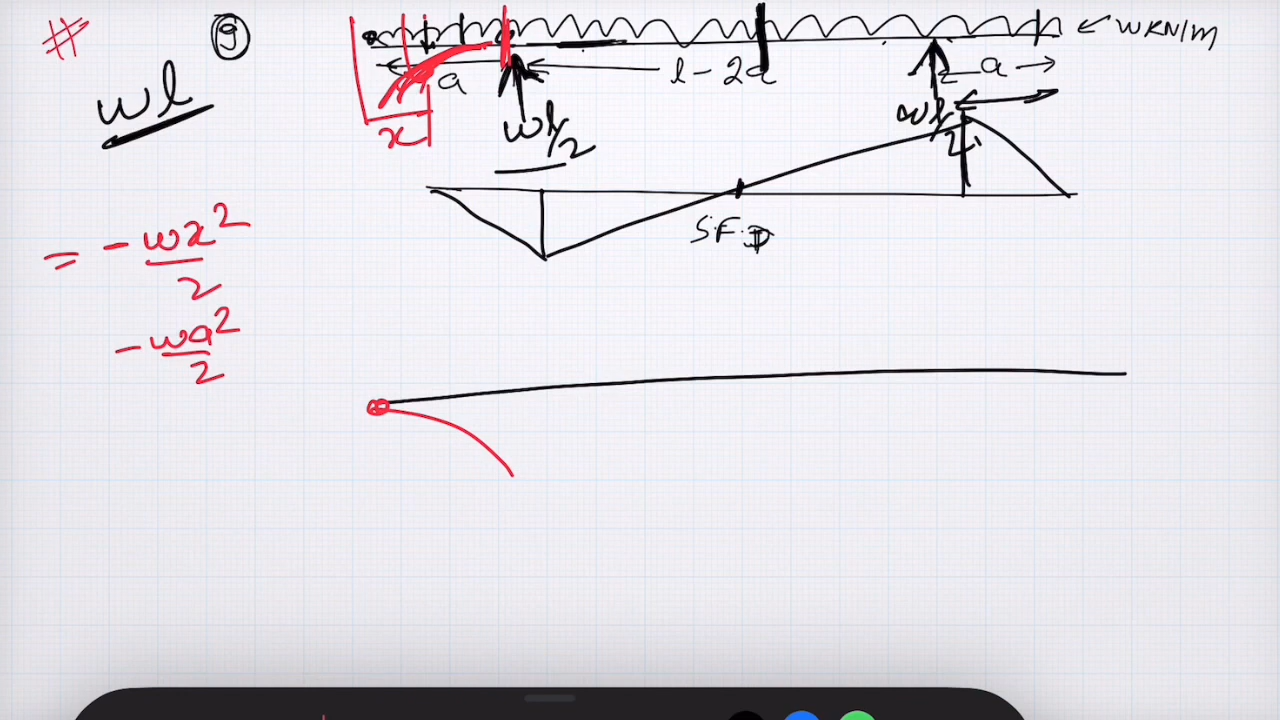 #
9
w KN/m
a
l - 2a
a
wl
x
wl/2
wl/2
S.F.D
= -wx²/2
-wa²/2